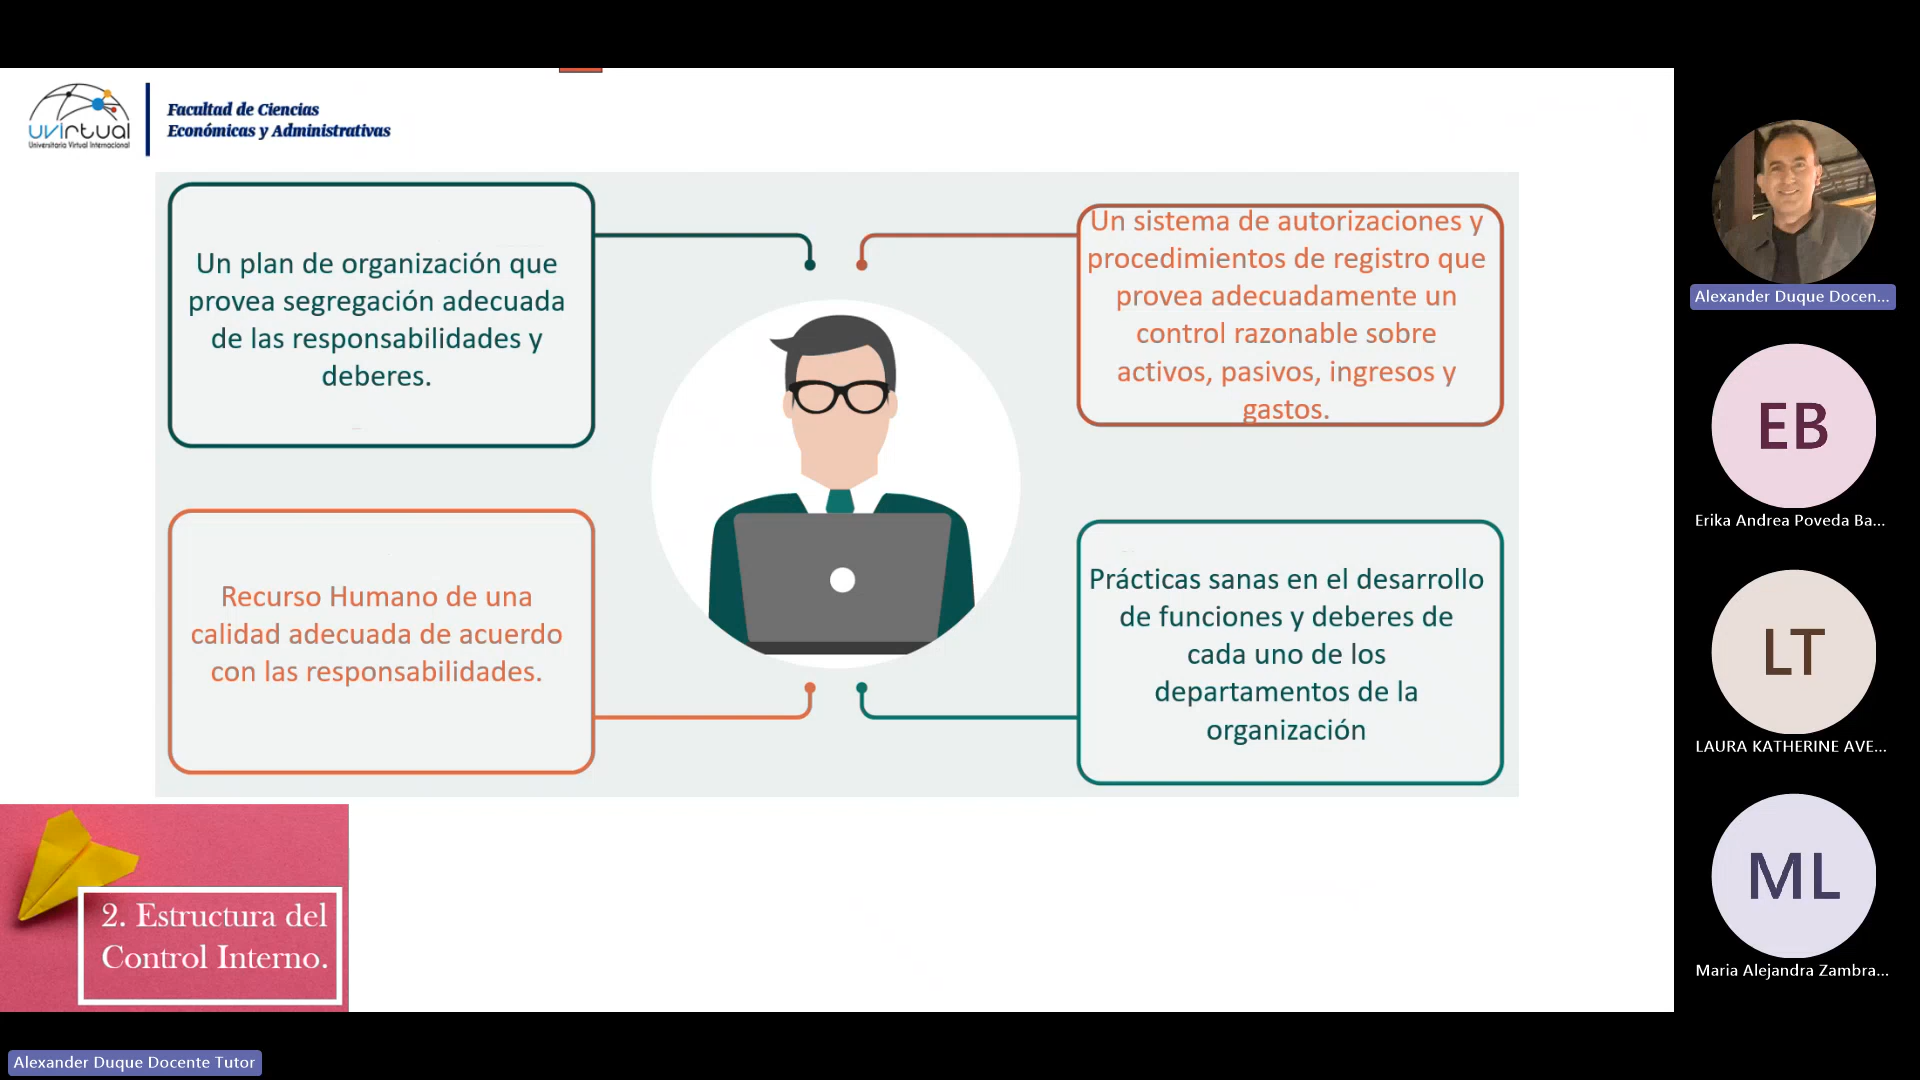 uvirtual
Universitaria Virtual Internacional
Facultad de Ciencias
Económicas y Administrativas
Un plan de organización que
provea segregación adecuada
de las responsabilidades y
deberes.
Un sistema de autorizaciones y
procedimientos de registro que
provea adecuadamente un
control razonable sobre
activos, pasivos, ingresos y
gastos.
Recurso Humano de una
calidad adecuada de acuerdo
con las responsabilidades.
Prácticas sanas en el desarrollo
de funciones y deberes de
cada uno de los
departamentos de la
organización
2. Estructura del
Control Interno.
Alexander Duque Docente Tutor
Alexander Duque Docen...
EB
Erika Andrea Poveda Ba...
LT
LAURA KATHERINE AVE...
ML
Maria Alejandra Zambra...